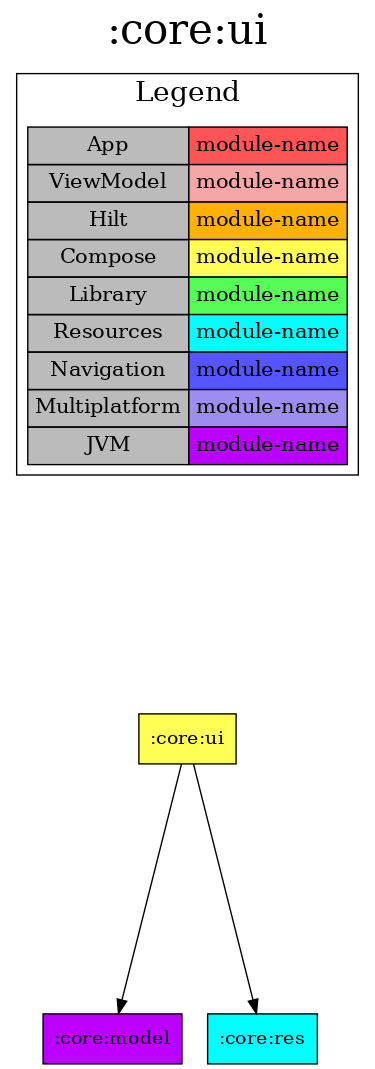 :core:ui
Legend
App module-name
ViewModel module-name
Hilt module-name
Compose module-name
Library module-name
Resources module-name
Navigation module-name
Multiplatform module-name
JVM module-name
:core:ui
:core:model :core:res